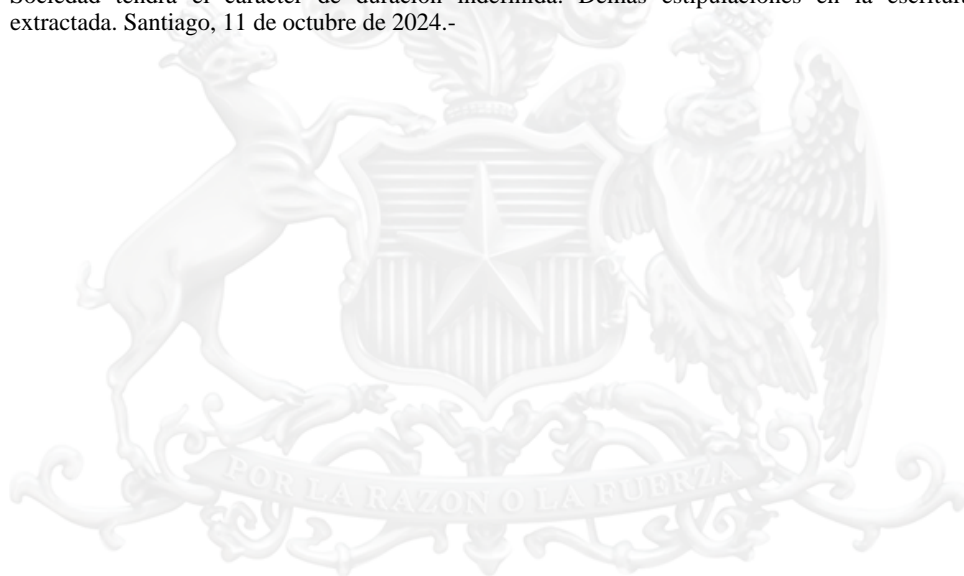 Sociedad tendrá el carácter de duración indefinida. Demás estipulaciones en la escritura
extractada. Santiago, 11 de octubre de 2024.-
POR LA RAZON O LA FUERZA